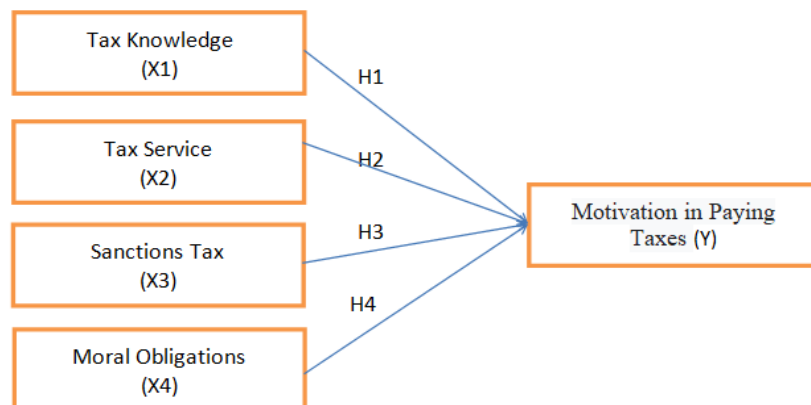 Tax Knowledge
(X1)
H1
Tax Service
(X2)
H2
Motivation in Paying
Taxes (Y)
Sanctions Tax
(X3)
H3
H4
Moral Obligations
(X4)